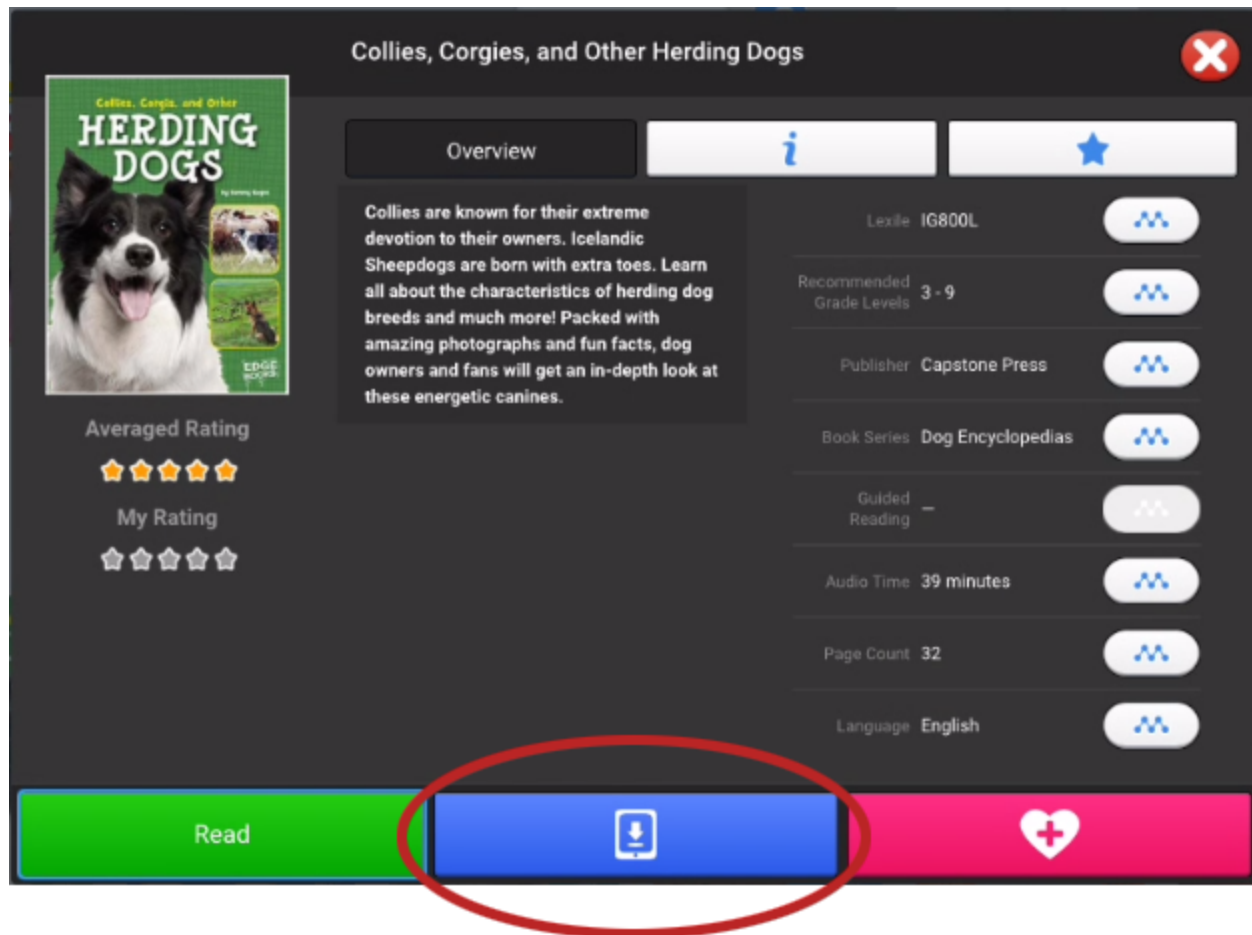 Collies, Corgies, and Other Herding Dogs
Collies, Corgis, and Other
HERDING
DOGS
EDGE
BOOKS
Averaged Rating
My Rating
Overview
i
Collies are known for their extreme
devotion to their owners. Icelandic
Sheepdogs are born with extra toes. Learn
all about the characteristics of herding dog
breeds and much more! Packed with
amazing photographs and fun facts, dog
owners and fans will get an in-depth look at
these energetic canines.
Lexile IG800L
Recommended
Grade Levels 3 - 9
Publisher Capstone Press
Book Series Dog Encyclopedias
Guided
Reading –
Audio Time 39 minutes
Page Count 32
Language English
Read